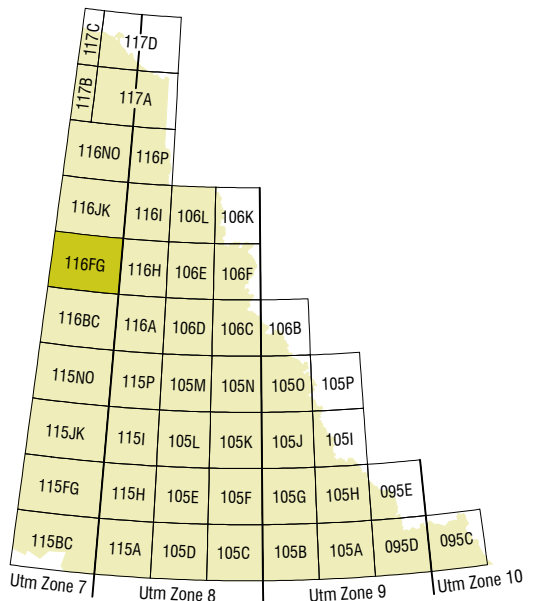 117C 117D
117B 117A
116NO 116P
116JK 116I 106L 106K
116FG 116H 106E 106F
116BC 116A 106D 106C 106B
115NO 115P 105M 105N 105O 105P
115JK 115I 105L 105K 105J 105I
115FG 115H 105E 105F 105G 105H 095E
115BC 115A 105D 105C 105B 105A 095D 095C
Utm Zone 7 Utm Zone 8 Utm Zone 9 Utm Zone 10